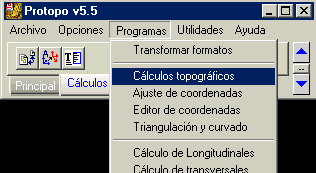 Protopo v5.5
Archivo Opciones Programas Utilidades Ayuda
Transformar formatos
Cálculos topográficos
Principal Cálculos
Ajuste de coordenadas
Editor de coordenadas
Triangulación y curvado
Cálculo de Longitudinales
Cálculo de transversales